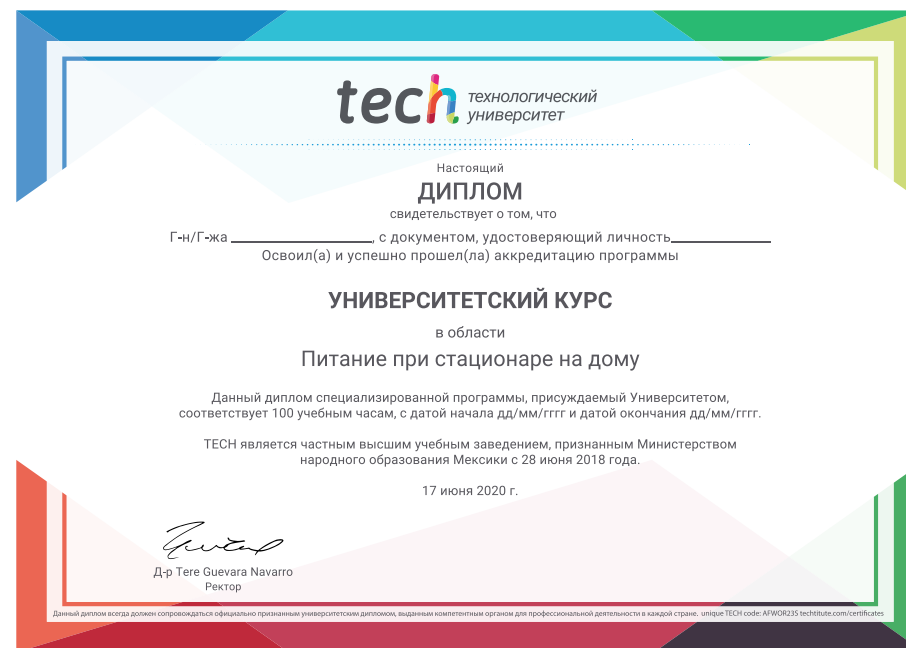 tech технологический
университет
Настоящий
ДИПЛОМ
свидетельствует о том, что
Г-н/Г-жа ____________________, с документом, удостоверяющий личность______________
Освоил(а) и успешно прошел(ла) аккредитацию программы
УНИВЕРСИТЕТСКИЙ КУРС
в области
Питание при стационаре на дому
Данный диплом специализированной программы, присуждаемый Университетом,
соответствует 100 учебным часам, с датой начала дд/мм/гггг и датой окончания дд/мм/гггг.
TECH является частным высшим учебным заведением, признанным Министерством
народного образования Мексики с 28 июня 2018 года.
17 июня 2020 г.
Д-р Tere Guevara Navarro
Ректор
Данный диплом всегда должен сопровождаться официально признанным университетским дипломом, выданным компетентным органом для профессиональной деятельности в каждой стране. unique TECH code: AFWOR23S techtitute.com/certificates